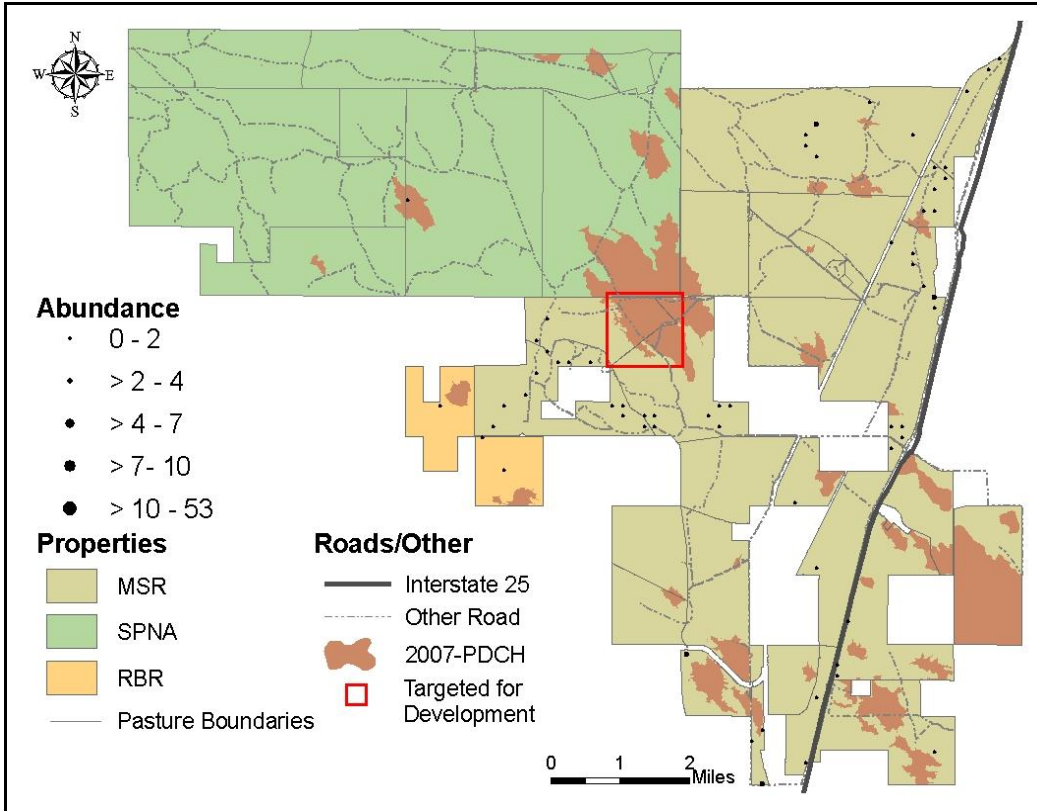 N
W E
S
Abundance
0 - 2
> 2 - 4
> 4 - 7
> 7- 10
> 10 - 53
Properties
MSR
SPNA
RBR
Pasture Boundaries
Roads/Other
Interstate 25
Other Road
2007-PDCH
Targeted for
Development
0 1 2
Miles